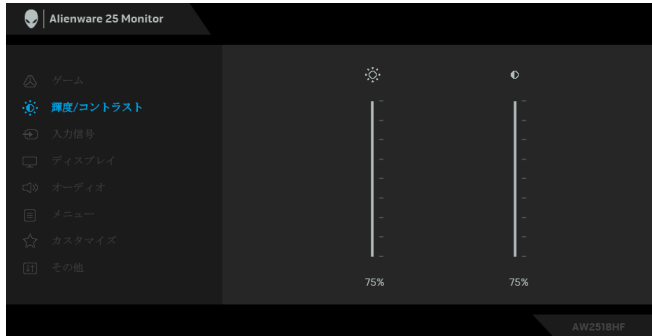 Alienware 25 Monitor
ゲーム
輝度/コントラスト
入力信号
ディスプレイ
オーディオ
メニュー
カスタマイズ
その他
75%
75%
AW2518HF